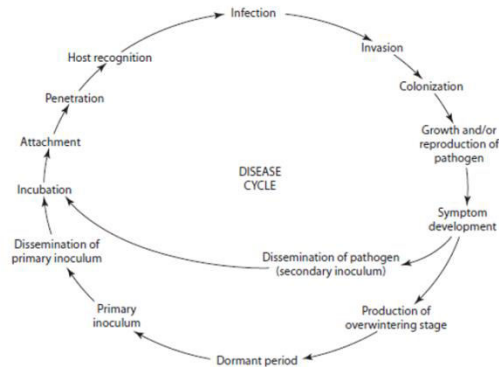 Infection
Invasion
Colonization
Growth and/or
reproduction of
pathogen
Symptom
development
Dissemination of pathogen
(secondary inoculum)
Production of
overwintering stage
Dormant period
Primary
inoculum
Dissemination of
primary inoculum
Incubation
Attachment
Penetration
Host recognition
DISEASE
CYCLE